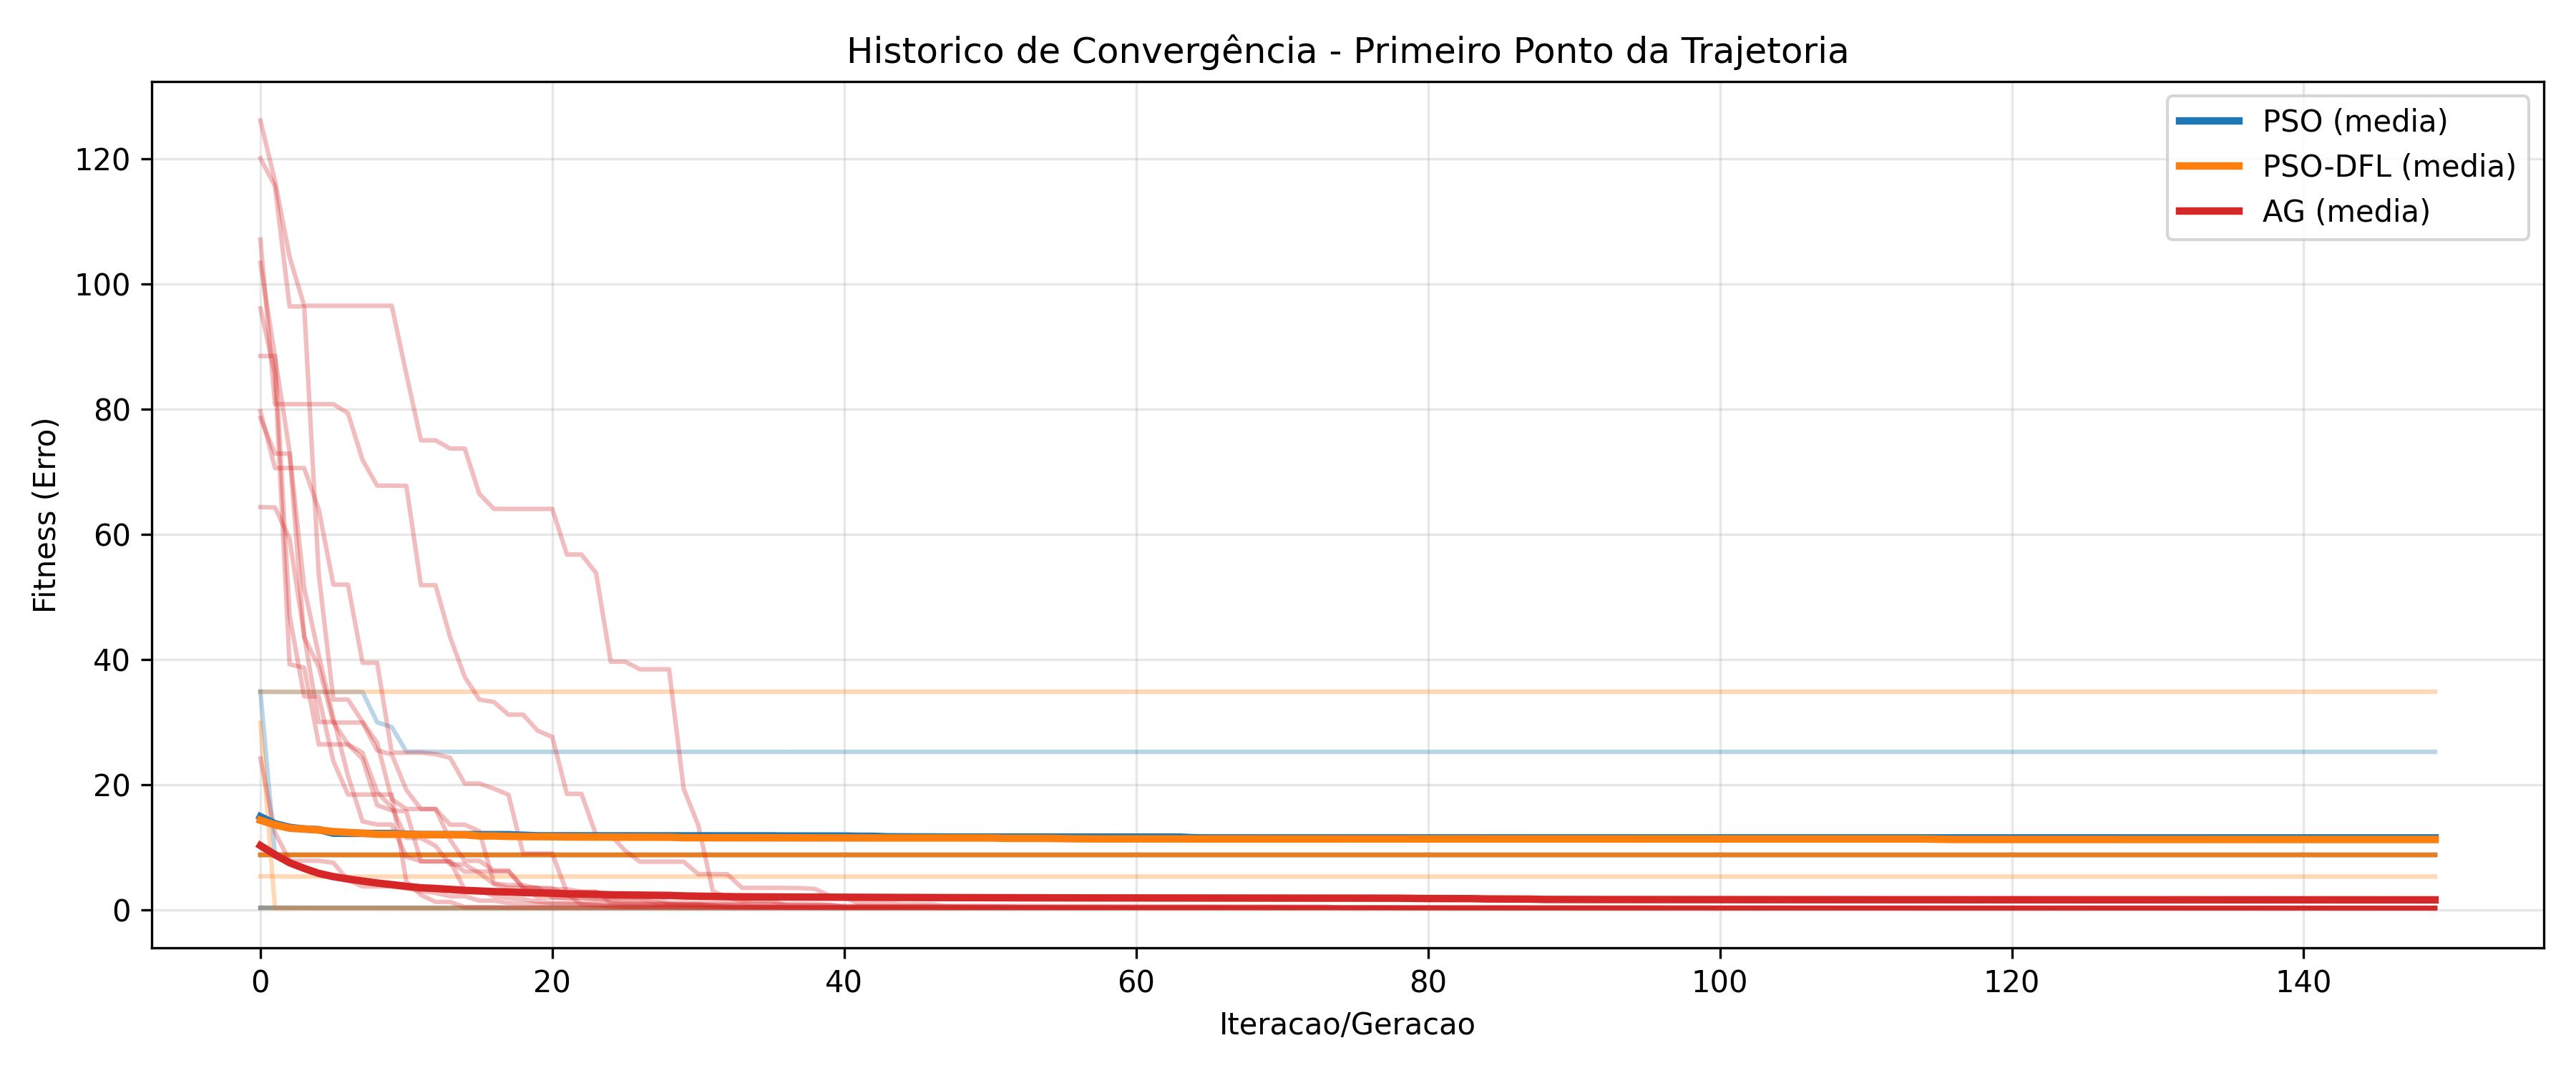 Historico de Convergência - Primeiro Ponto da Trajetoria
PSO (media)
PSO-DFL (media)
AG (media)
Fitness (Erro)
120
100
80
60
40
20
0
0 20 40 60 80 100 120 140
Iteracao/Geracao